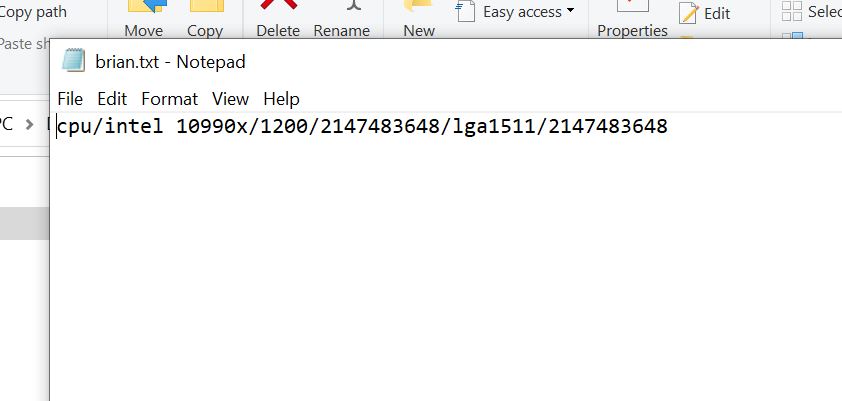 Copy path
Paste sh
Move
Copy
Delete
Rename
New
Easy access
Properties
Edit
Selec
brian.txt - Notepad
File Edit Format View Help
PC
cpu/intel 10990x/1200/2147483648/lga1511/2147483648